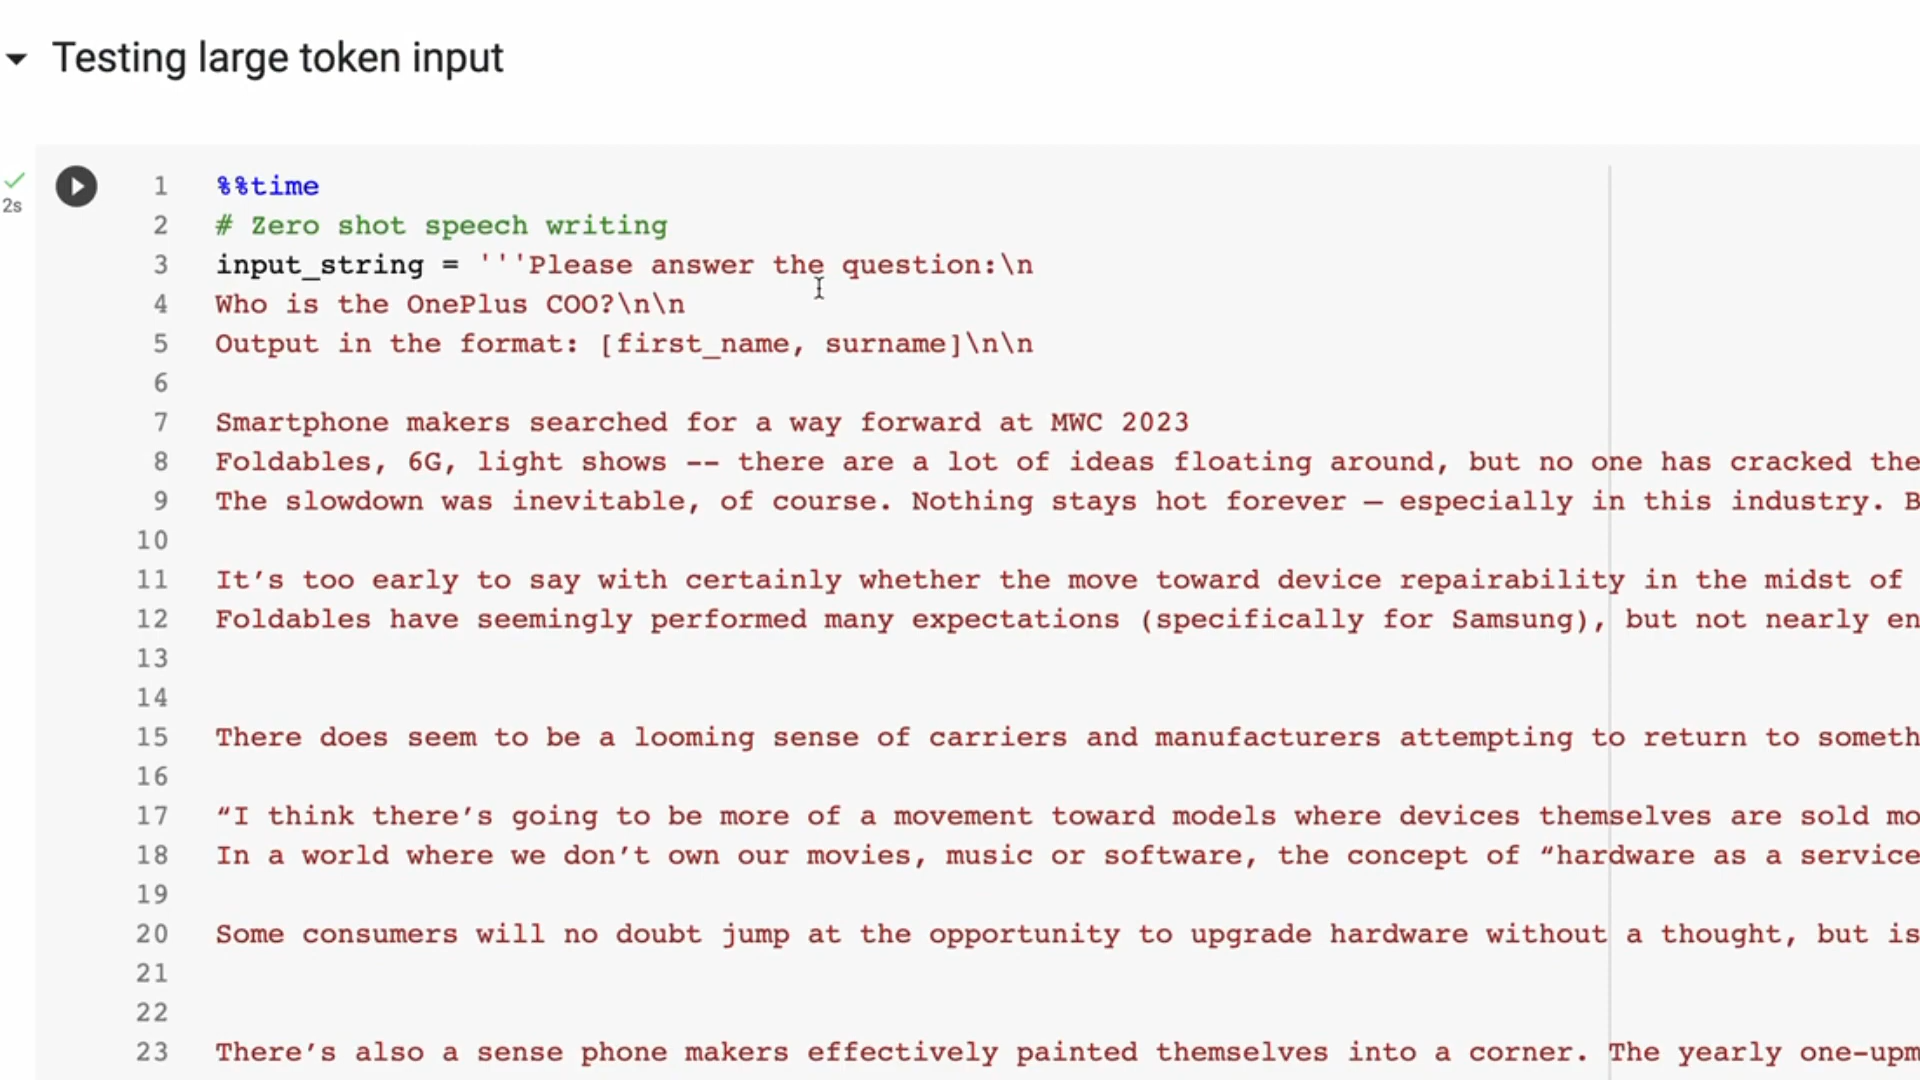 Testing large token input
2s
1 %%time
2 # Zero shot speech writing
3 input_string = '''Please answer the question:\n
4 Who is the OnePlus COO?\n\n
5 Output in the format: [first_name, surname]\n\n
6
7 Smartphone makers searched for a way forward at MWC 2023
8 Foldables, 6G, light shows -- there are a lot of ideas floating around, but no one has cracked the
9 The slowdown was inevitable, of course. Nothing stays hot forever — especially in this industry. B
10
11 It’s too early to say with certainly whether the move toward device repairability in the midst of
12 Foldables have seemingly performed many expectations (specifically for Samsung), but not nearly en
13
14
15 There does seem to be a looming sense of carriers and manufacturers attempting to return to someth
16
17 “I think there’s going to be more of a movement toward models where devices themselves are sold mo
18 In a world where we don’t own our movies, music or software, the concept of “hardware as a service
19
20 Some consumers will no doubt jump at the opportunity to upgrade hardware without a thought, but is
21
22
23 There’s also a sense phone makers effectively painted themselves into a corner. The yearly one-upm